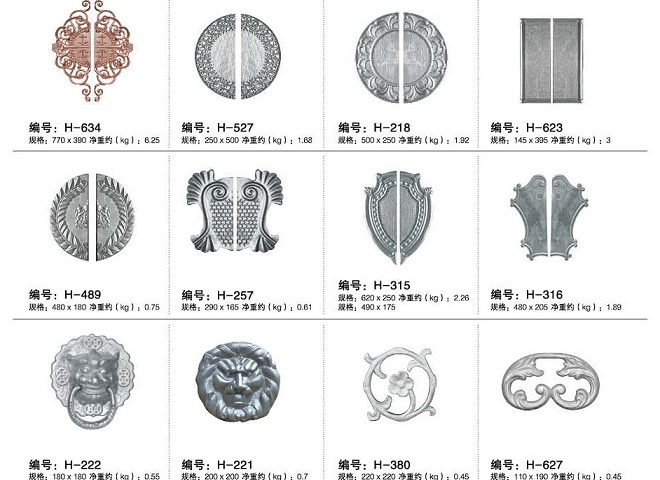 编号：H-634
规格：770 x 390 净重约（kg）：6.25
编号：H-527
规格：250 x 500 净重约（kg）：1.68
编号：H-218
规格：500 x 250 净重约（kg）：1.92
编号：H-623
规格：145 x 395 净重约（kg）：3
编号：H-489
规格：480 x 180 净重约（kg）：0.75
编号：H-257
规格：290 x 165 净重约（kg）：0.61
编号：H-315
规格：620 x 250 净重约（kg）：2.26
规格：490 x 175
编号：H-316
规格：480 x 205 净重约（kg）：1.89
编号：H-222
规格：180 x 180 净重约（kg）：0.55
编号：H-221
规格：200 x 200 净重约（kg）：0.7
编号：H-380
规格：220 x 220 净重约（kg）：0.45
编号：H-627
规格：110 x 190 净重约（kg）：0.45